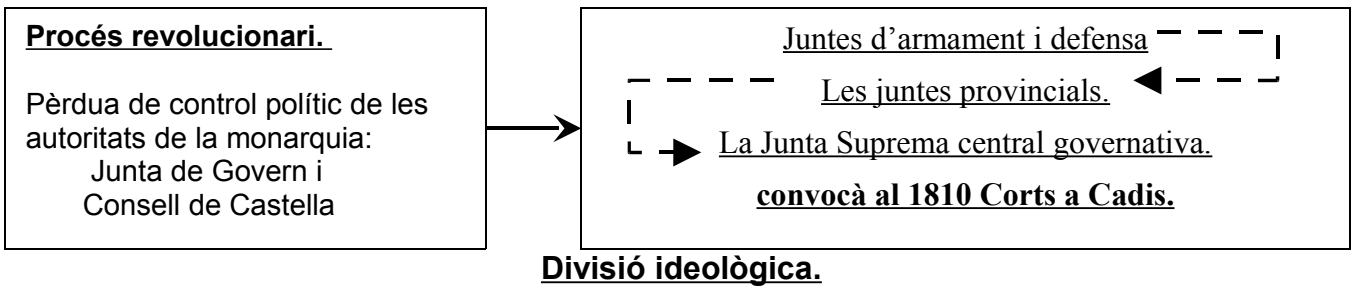 Procés revolucionari.
Pèrdua de control polític de les
autoritats de la monarquia:
Junta de Govern i
Consell de Castella
Juntes d’armament i defensa
Les juntes provincials.
La Junta Suprema central governativa.
convocà al 1810 Corts a Cadis.
Divisió ideològica.